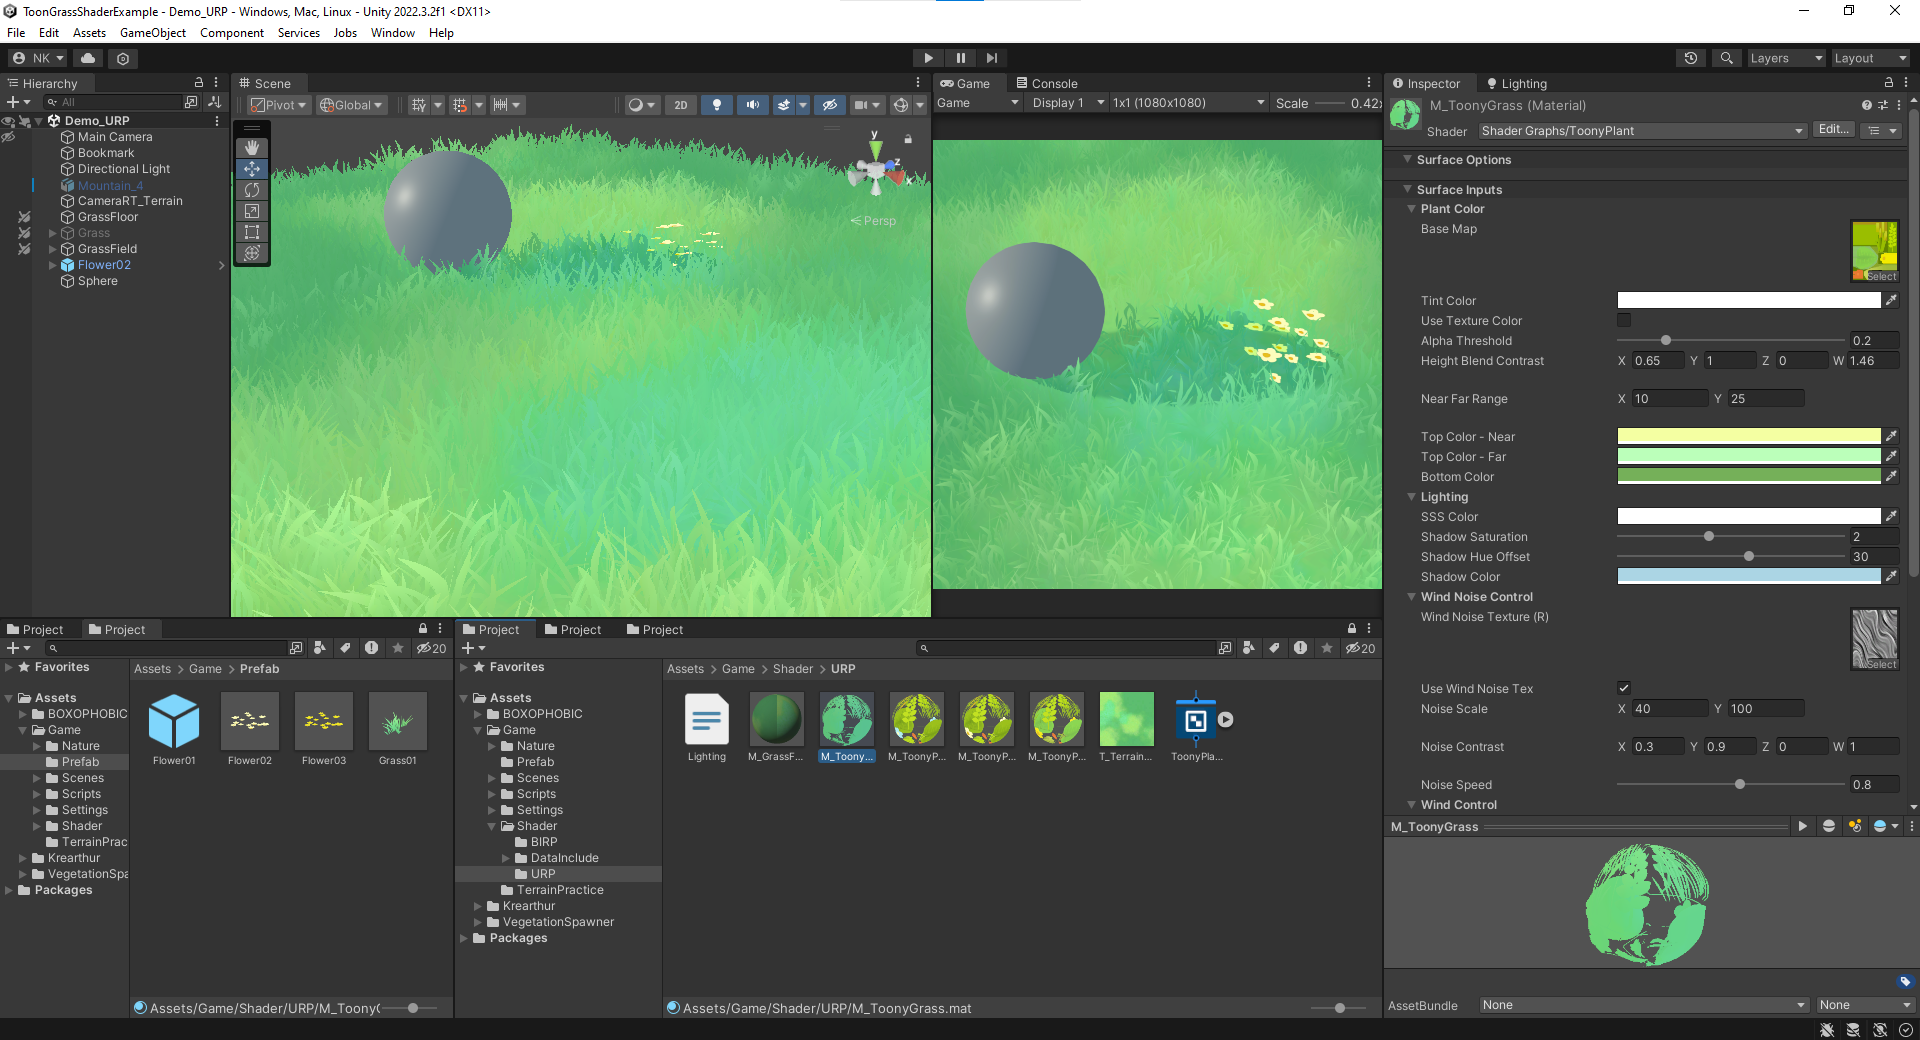 ToonGrassShaderExample - Demo_URP - Windows, Mac, Linux - Unity 2022.3.2f1 <DX11>
File Edit Assets GameObject Component Services Jobs Window Help
NK Layers Layout
Hierarchy
All
Demo_URP
Main Camera
Bookmark
Directional Light
Mountain_4
CameraRT_Terrain
GrassFloor
Grass
GrassField
Flower02
Sphere
Scene
Pivot Global 2D
y
z
x
Persp
Game Console
Game Display 1 1x1 (1080x1080) Scale 0.42x
Inspector Lighting
M_ToonyGrass (Material)
Shader Shader Graphs/ToonyPlant Edit...
Surface Options
Surface Inputs
Plant Color
Base Map
Select
Tint Color
Use Texture Color
Alpha Threshold 0.2
Height Blend Contrast X 0.65 Y 1 Z 0 W 1.46
Near Far Range X 10 Y 25
Top Color - Near
Top Color - Far
Bottom Color
Lighting
SSS Color
Shadow Saturation 2
Shadow Hue Offset 30
Shadow Color
Wind Noise Control
Wind Noise Texture (R)
Select
Use Wind Noise Tex
Noise Scale X 40 Y 100
Noise Contrast X 0.3 Y 0.9 Z 0 W 1
Noise Speed 0.8
Wind Control
M_ToonyGrass
AssetBundle None None
Project Project
20
Favorites
Assets
BOXOPHOBIC
Game
Nature
Prefab
Scenes
Scripts
Settings
Shader
TerrainPrac
Krearthur
VegetationSpa
Packages
Assets > Game > Prefab
Flower01 Flower02 Flower03 Grass01
Assets/Game/Shader/URP/M_Toony
Project Project Project
20
Favorites
Assets
BOXOPHOBIC
Game
Nature
Prefab
Scenes
Scripts
Settings
Shader
BIRP
DataInclude
URP
TerrainPractice
Krearthur
VegetationSpawner
Packages
Assets > Game > Shader > URP
Lighting M_GrassF... M_Toony... M_ToonyP... M_ToonyP... M_ToonyP... T_Terrain... ToonyPla...
Assets/Game/Shader/URP/M_ToonyGrass.mat